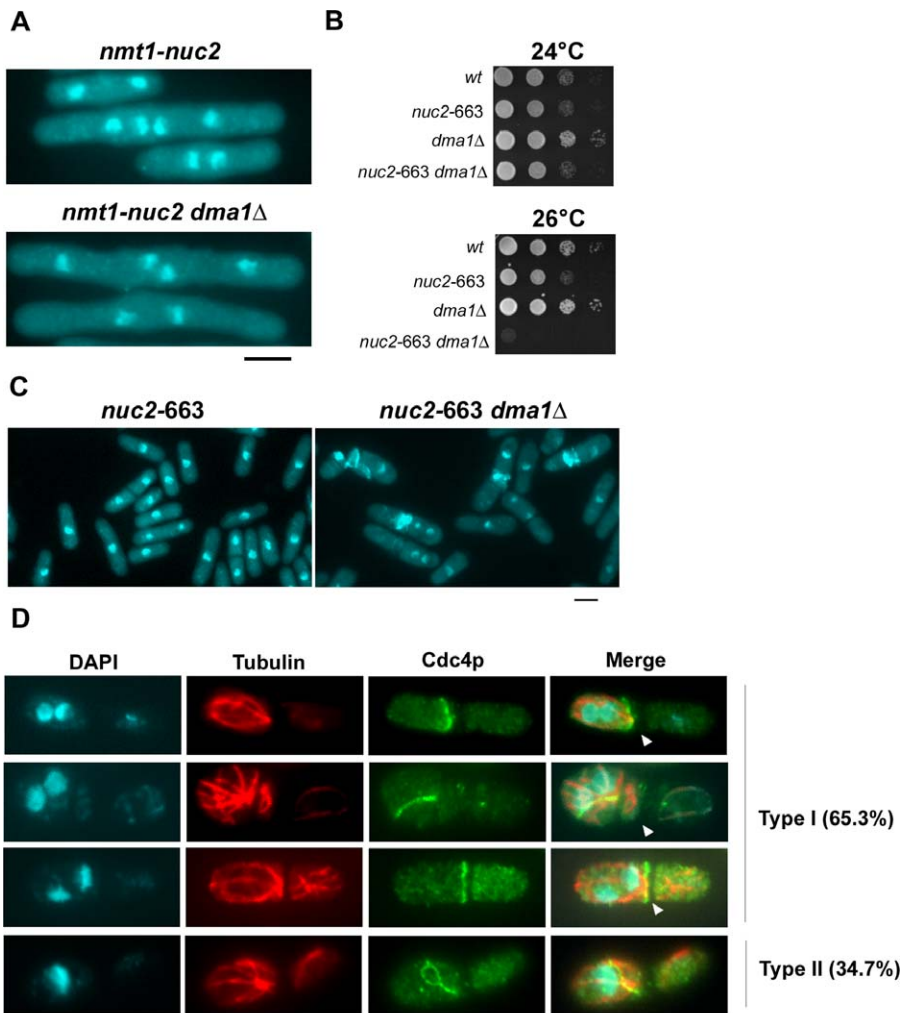 A
nmt1-nuc2
nmt1-nuc2 dma1Δ
B
24°C
wt
nuc2-663
dma1Δ
nuc2-663 dma1Δ
26°C
wt
nuc2-663
dma1Δ
nuc2-663 dma1Δ
C
nuc2-663
nuc2-663 dma1Δ
D
DAPI
Tubulin
Cdc4p
Merge
Type I (65.3%)
Type II (34.7%)